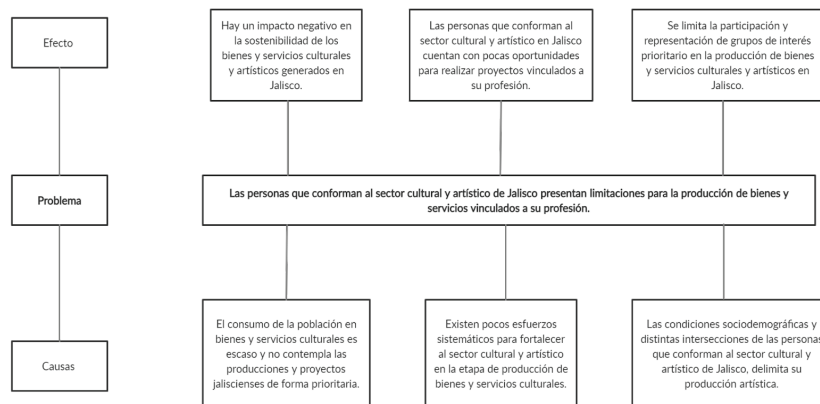 Efecto
Hay un impacto negativo en
la sostenibilidad de los
bienes y servicios culturales
y artísticos generados en
Jalisco.
Las personas que conforman al
sector cultural y artístico en Jalisco
cuentan con pocas oportunidades
para realizar proyectos vinculados a
su profesión.
Se limita la participación y
representación de grupos de interés
prioritario en la producción de bienes
y servicios culturales y artísticos en
Jalisco.
Problema
Las personas que conforman al sector cultural y artístico de Jalisco presentan limitaciones para la producción de bienes y
servicios vinculados a su profesión.
Causas
El consumo de la población en
bienes y servicios culturales es
escaso y no contempla las
producciones y proyectos
jaliscienses de forma prioritaria.
Existen pocos esfuerzos
sistemáticos para fortalecer
al sector cultural y artístico
en la etapa de producción de
bienes y servicios culturales.
Las condiciones sociodemográficas y
distintas intersecciones de las personas
que conforman al sector cultural y
artístico de Jalisco, delimita su
producción artística.